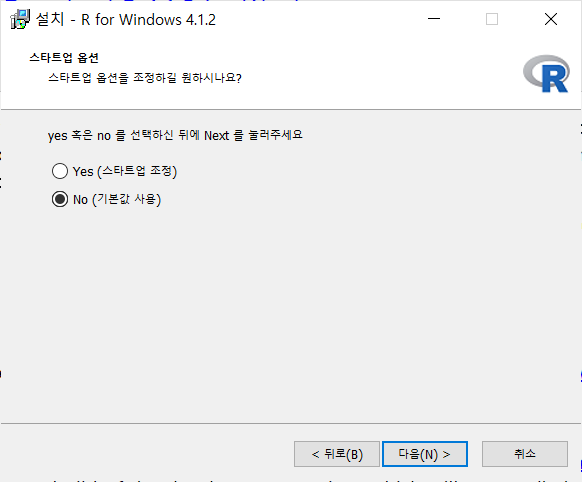 설치 - R for Windows 4.1.2
스타트업 옵션
스타트업 옵션을 조정하길 원하시나요?
R
yes 혹은 no 를 선택하신 뒤에 Next 를 눌러주세요
Yes (스타트업 조정)
No (기본값 사용)
< 뒤로(B)
다음(N) >
취소